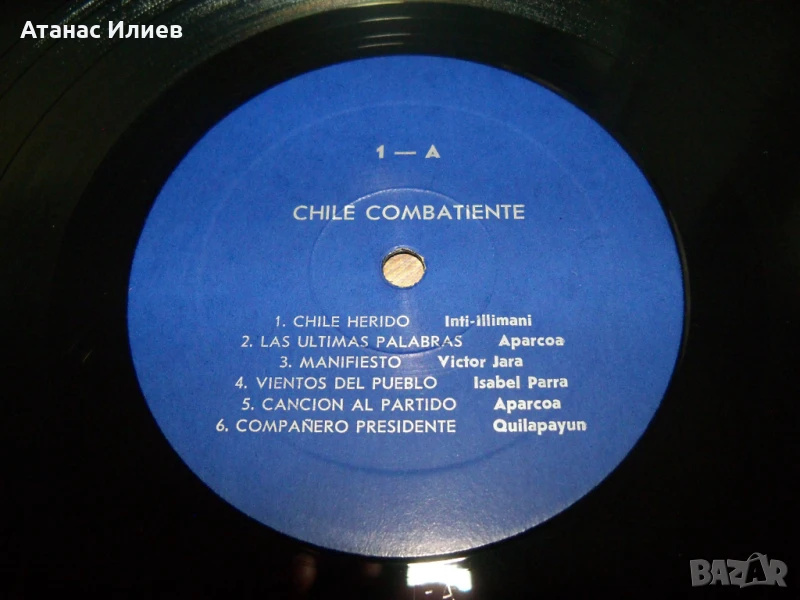 Атанас Илиев
1 — A
CHILE COMBATIENTE
1. CHILE HERIDO Inti-illimani
2. LAS ULTIMAS PALABRAS Aparcoa
3. MANIFIESTO Victor Jara
4. VIENTOS DEL PUEBLO Isabel Parra
5. CANCION AL PARTIDO Aparcoa
6. COMPAÑERO PRESIDENTE Quilapayun
BAZAR